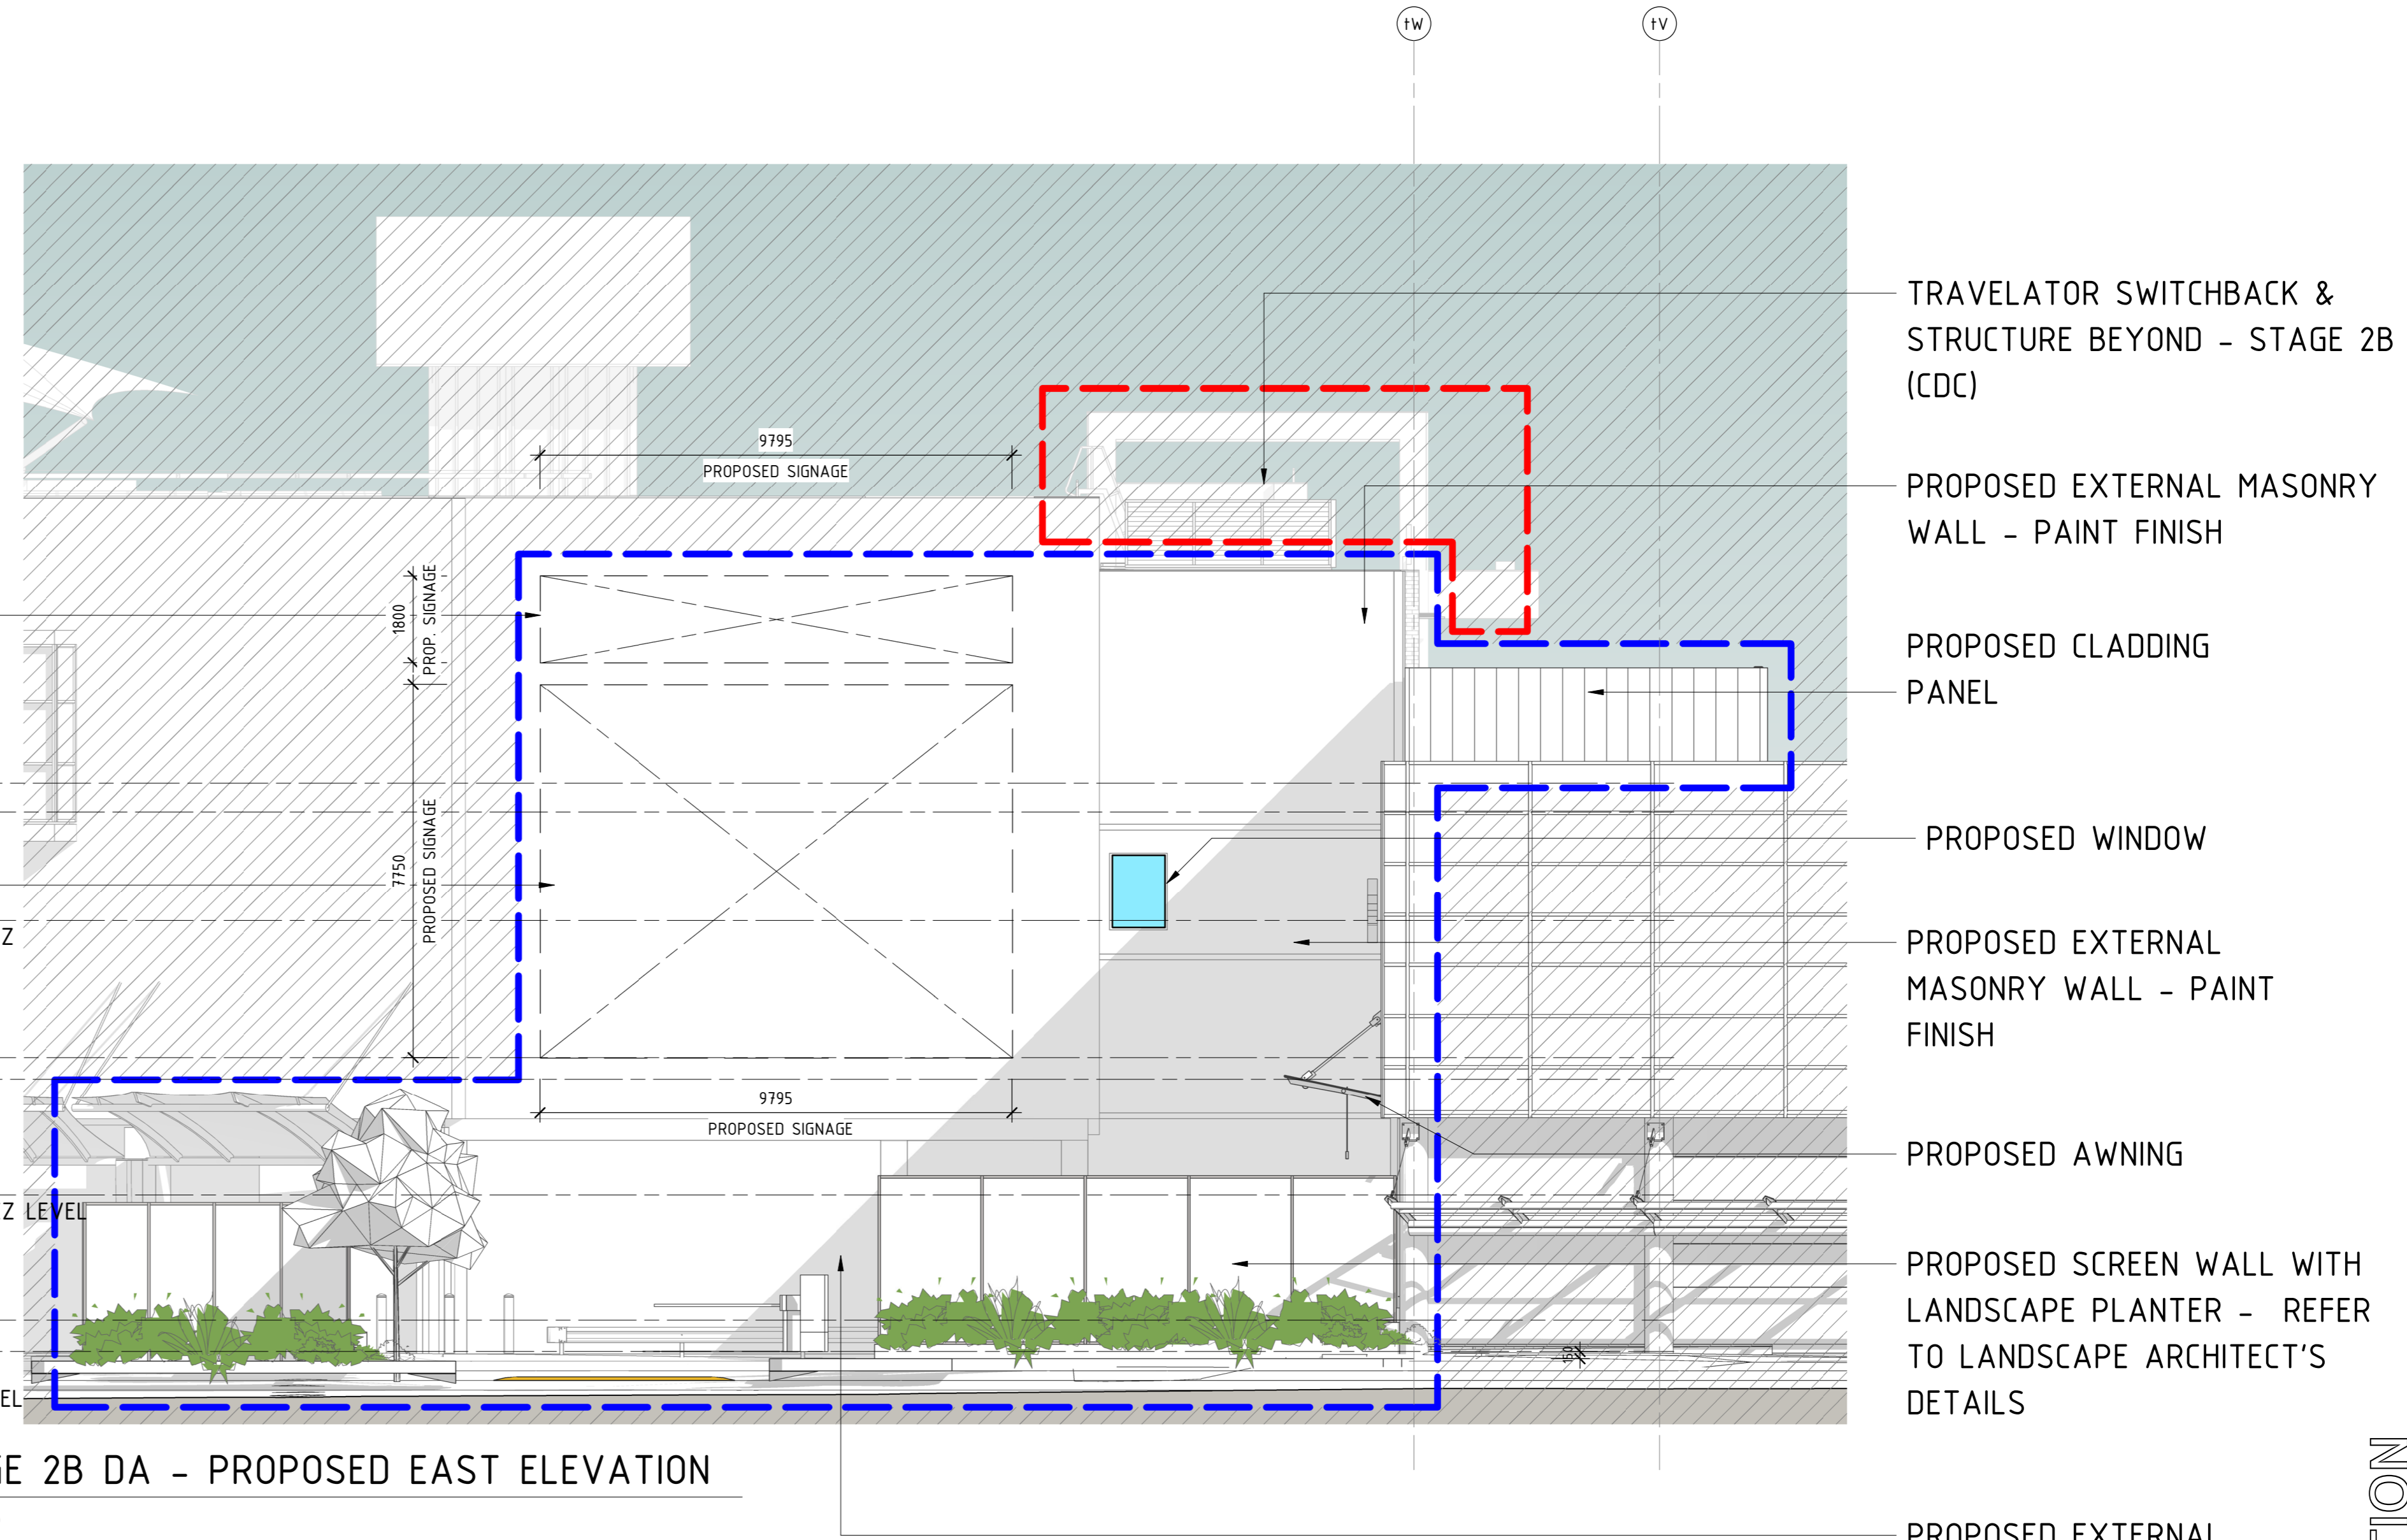 tW
tV
TRAVELATOR SWITCHBACK &
STRUCTURE BEYOND - STAGE 2B
(CDC)
9795
PROPOSED SIGNAGE
PROPOSED EXTERNAL MASONRY
WALL - PAINT FINISH
1800
PROP. SIGNAGE
PROPOSED CLADDING
PANEL
7750
PROPOSED SIGNAGE
PROPOSED WINDOW
Z
PROPOSED EXTERNAL
MASONRY WALL - PAINT
FINISH
9795
PROPOSED SIGNAGE
PROPOSED AWNING
Z LEVEL
PROPOSED SCREEN WALL WITH
LANDSCAPE PLANTER - REFER
TO LANDSCAPE ARCHITECT'S
DETAILS
150
EL
GE 2B DA - PROPOSED EAST ELEVATION
PROPOSED EXTERNAL
ION